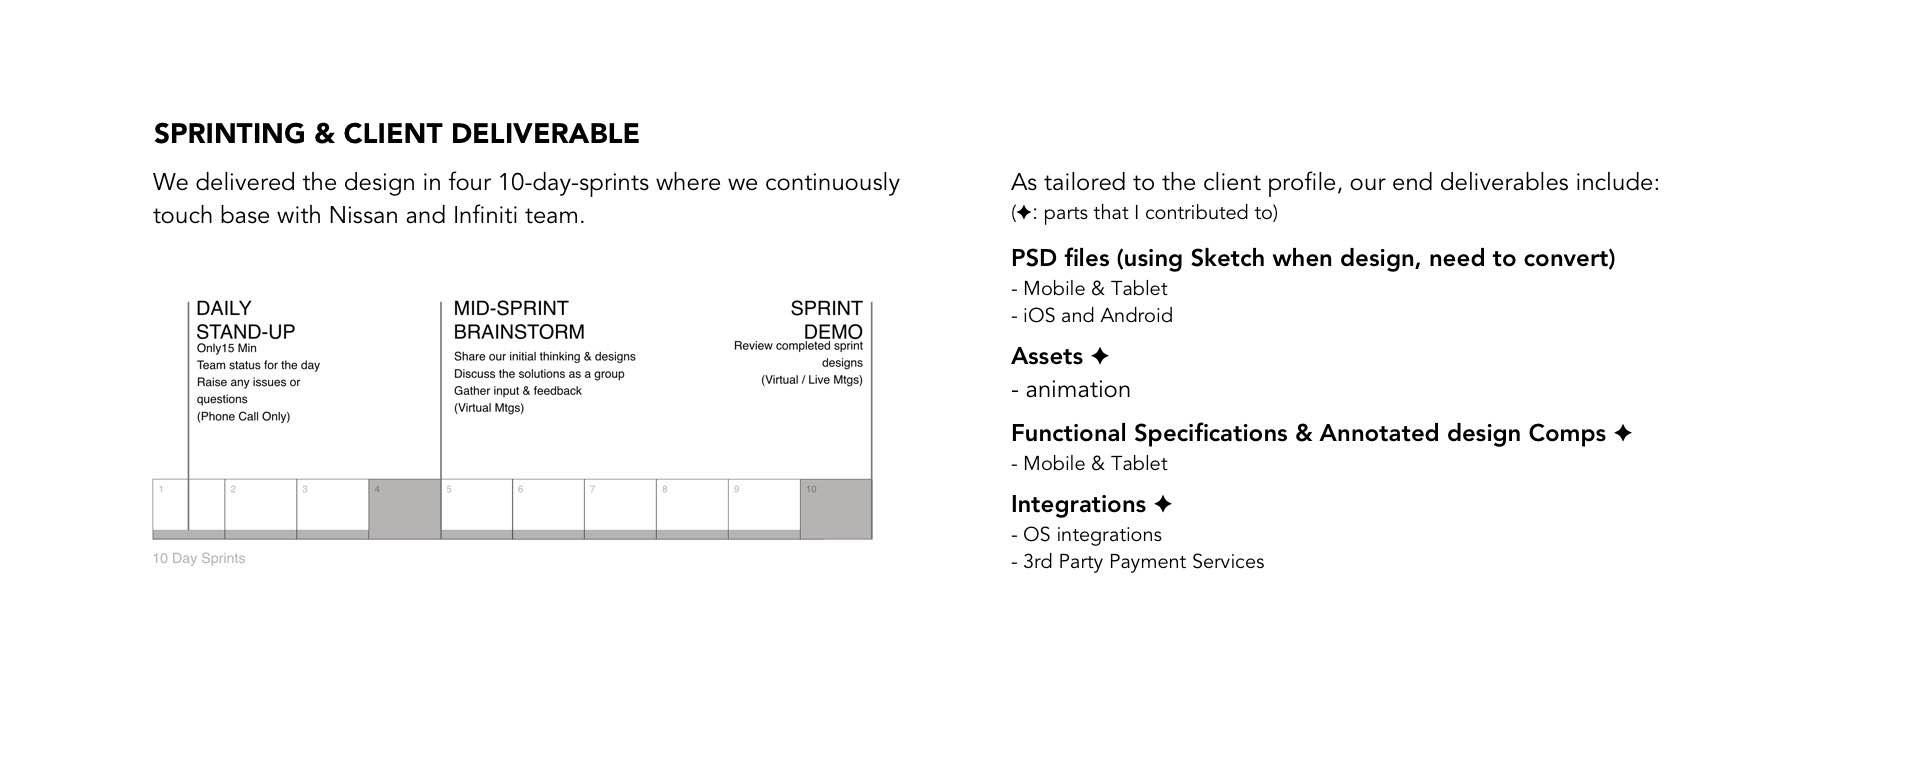 SPRINTING & CLIENT DELIVERABLE
We delivered the design in four 10-day-sprints where we continuously
touch base with Nissan and Infiniti team.
DAILY
STAND-UP
Only15 Min
Team status for the day
Raise any issues or
questions
(Phone Call Only)
MID-SPRINT
BRAINSTORM
Share our initial thinking & designs
Discuss the solutions as a group
Gather input & feedback
(Virtual Mtgs)
SPRINT
DEMO
Review completed sprint
designs
(Virtual / Live Mtgs)
1 2 3 4 5 6 7 8 9 10
10 Day Sprints
As tailored to the client profile, our end deliverables include:
(✦: parts that I contributed to)
PSD files (using Sketch when design, need to convert)
- Mobile & Tablet
- iOS and Android
Assets ✦
- animation
Functional Specifications & Annotated design Comps ✦
- Mobile & Tablet
Integrations ✦
- OS integrations
- 3rd Party Payment Services